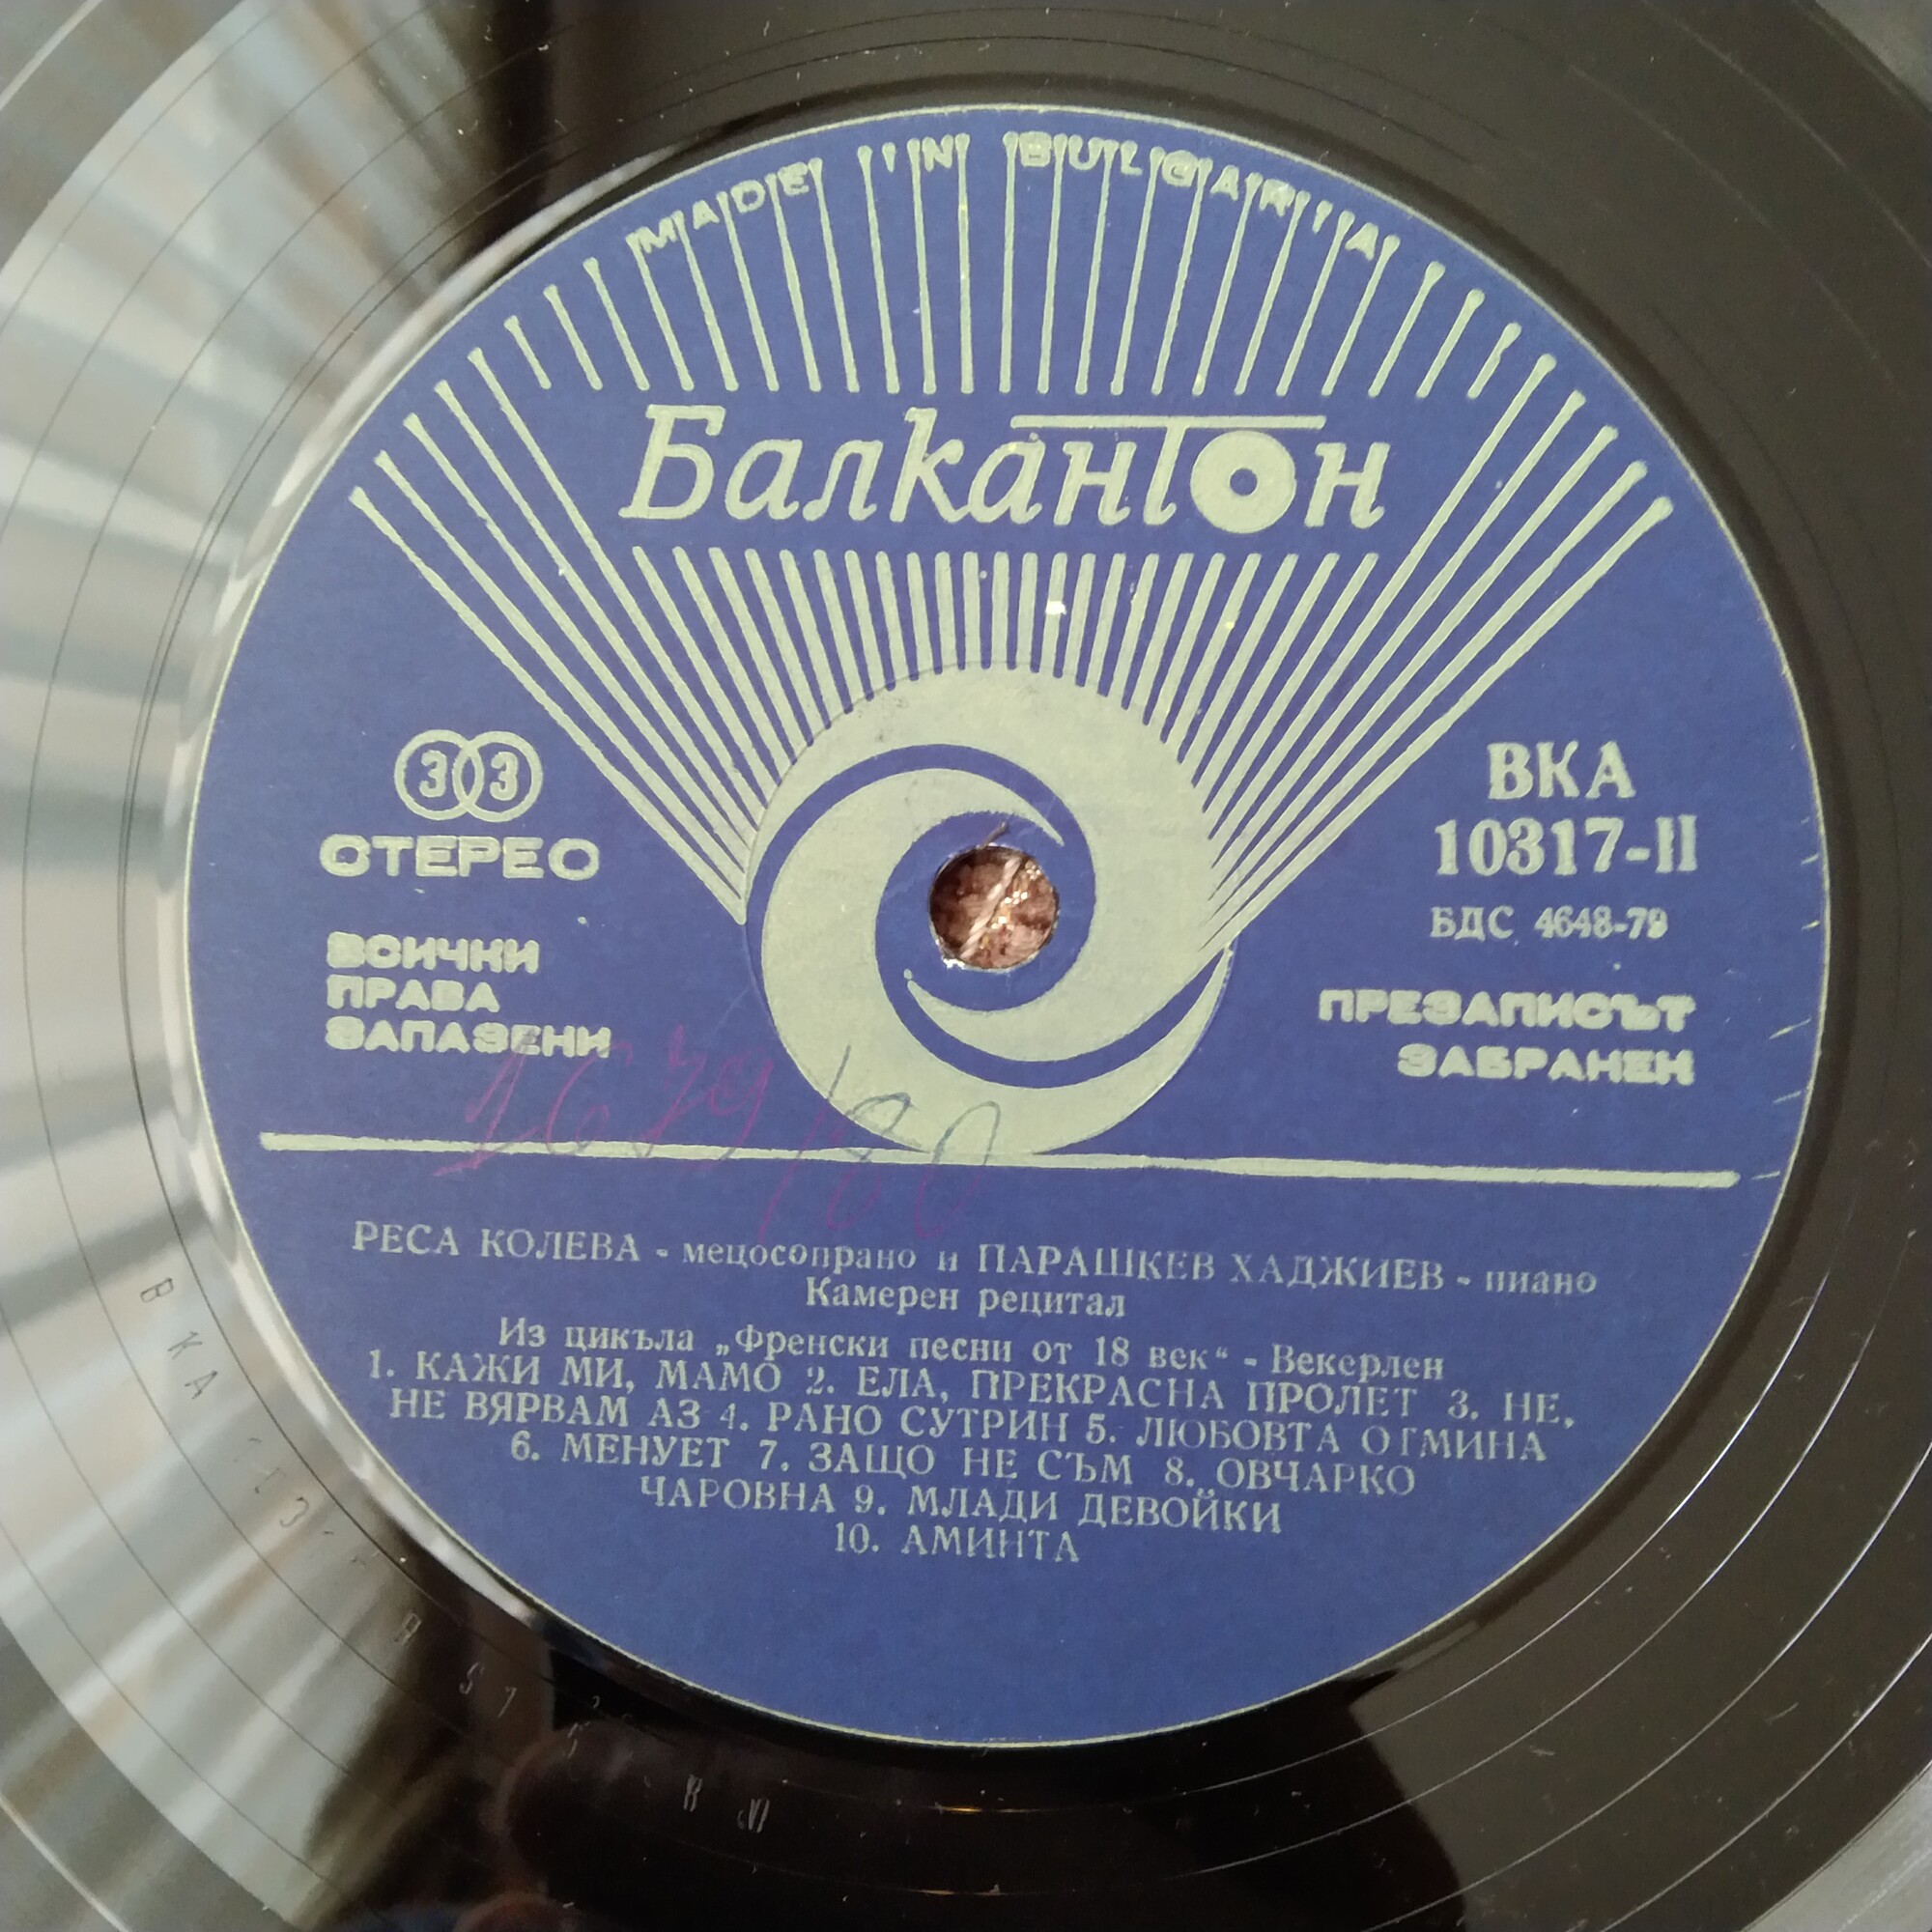 MADE IN BULGARIA
Балкантон
33
СТЕРЕО
ВСИЧКИ
ПРАВА
ЗАПАЗЕНИ
ВКА
10317-II
БДС 4648-79
ПРЕЗАПИСЪТ
ЗАБРАНЕН
РЕСА КОЛЕВА - мецосопрано и ПАРАШКЕВ ХАДЖИЕВ - пиано
Камерен рецитал
Из цикъла „Френски песни от 18 век“ - Векерлен
1. КАЖИ МИ, МАМО 2. ЕЛА, ПРЕКРАСНА ПРОЛЕТ 3. НЕ,
НЕ ВЯРВАМ АЗ 4. РАНО СУТРИН 5. ЛЮБОВТА ОТМИНА
6. МЕНУЕТ 7. ЗАЩО НЕ СЪМ 8. ОВЧАРКО
ЧАРОВНА 9. МЛАДИ ДЕВОЙКИ
10. АМИНТА
ВКА